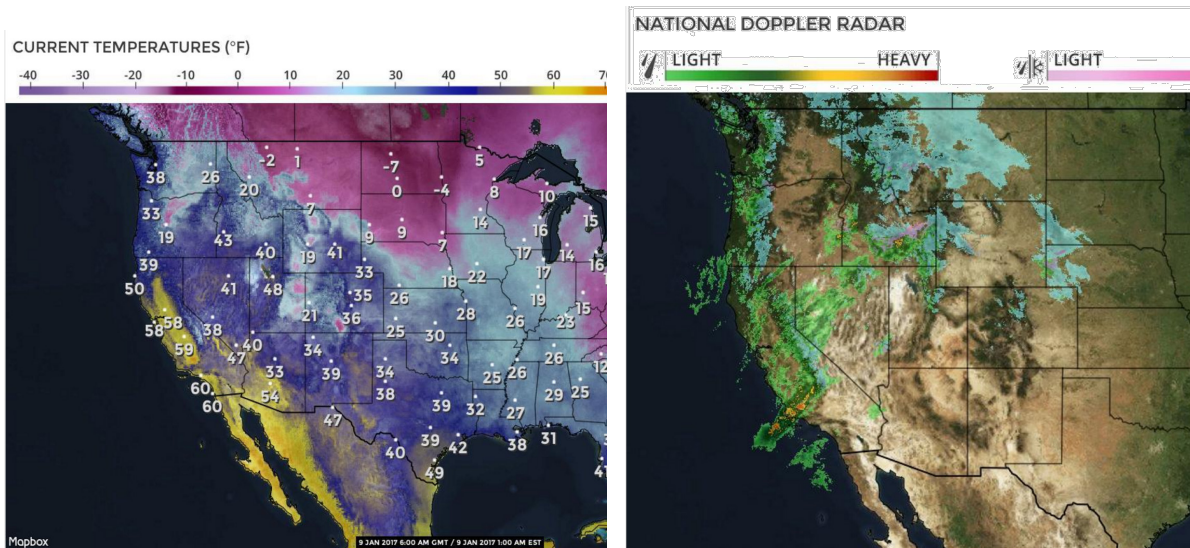 CURRENT TEMPERATURES (°F)
-40 -30 -20 -10 0 10 20 30 40 50 60 70
-2 1 -7 5
38 26 20 0 -4 8 10
33 7 15
19 43 9 9 7 14 16
39 40 19 41 33 17 14 16
50 41 48 35 26 18 22 17 19 15
58 58 38 21 36 25 28 26 23
59 47 40 34 30 34 26 12
33 39 34 25 26
60 54 38 39 32 29 25
60 47 27
40 39 42 38 31
49
Mapbox
9 JAN 2017 6:00 AM GMT / 9 JAN 2017 1:00 AM EST
NATIONAL DOPPLER RADAR
LIGHT HEAVY LIGHT